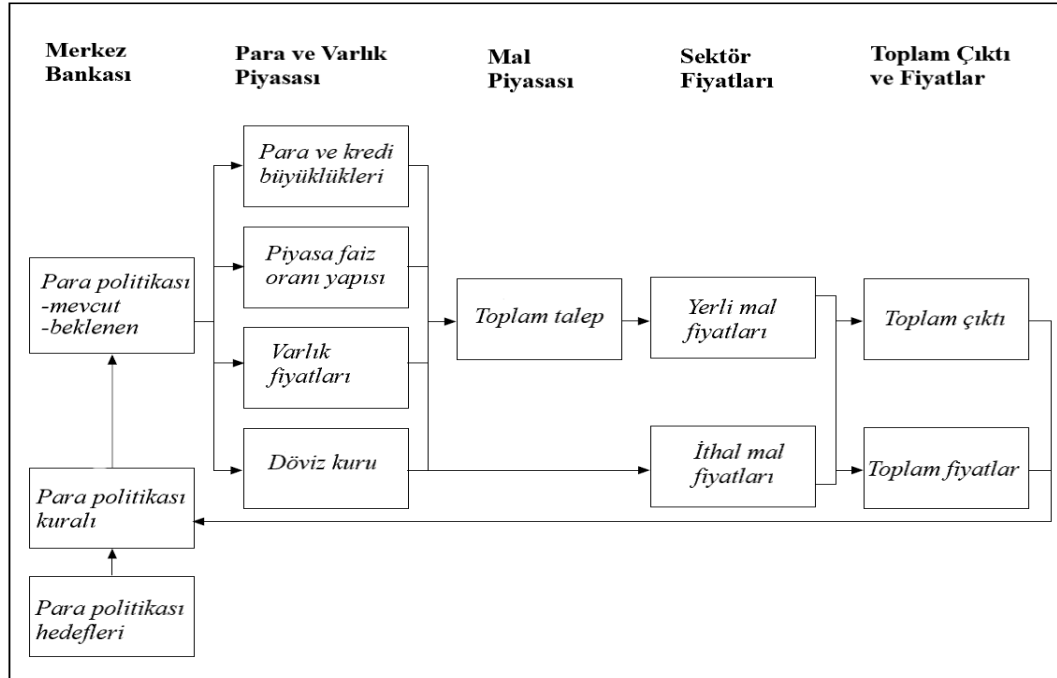 Merkez
Bankası
Para ve Varlık
Piyasası
Mal
Piyasası
Sektör
Fiyatları
Toplam Çıktı
ve Fiyatlar
Para politikası
-mevcut
-beklenen
Para politikası
kuralı
Para politikası
hedefleri
Para ve kredi
büyüklükleri
Piyasa faiz
oranı yapısı
Varlık
fiyatları
Döviz kuru
Toplam talep
Yerli mal
fiyatları
İthal mal
fiyatları
Toplam çıktı
Toplam fiyatlar